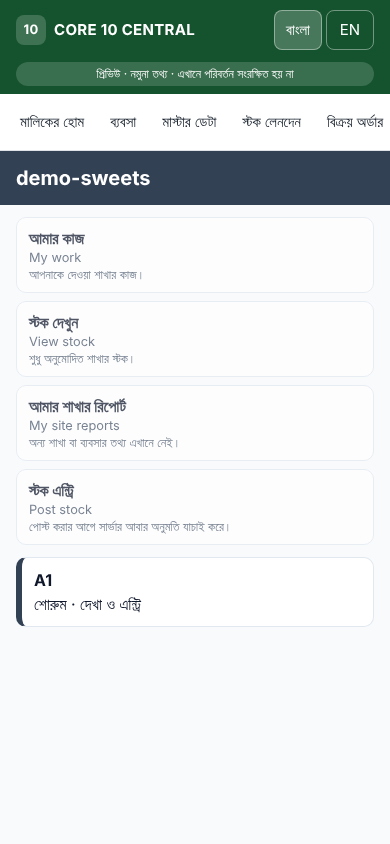 10 CORE 10 CENTRAL বাংলা EN
প্রিভিউ · নমুনা তথ্য · এখানে পরিবর্তন সংরক্ষিত হয় না
মালিকের হোম ব্যবসা মাস্টার ডেটা স্টক লেনদেন বিক্রয় অর্ডার
demo-sweets
আমার কাজ
My work
আপনাকে দেওয়া শাখার কাজ।
স্টক দেখুন
View stock
শুধু অনুমোদিত শাখার স্টক।
আমার শাখার রিপোর্ট
My site reports
অন্য শাখা বা ব্যবসার তথ্য এখানে নেই।
স্টক এন্ট্রি
Post stock
পোস্ট করার আগে সার্ভার আবার অনুমতি যাচাই করে।
A1
শোরুম · দেখা ও এন্ট্রি